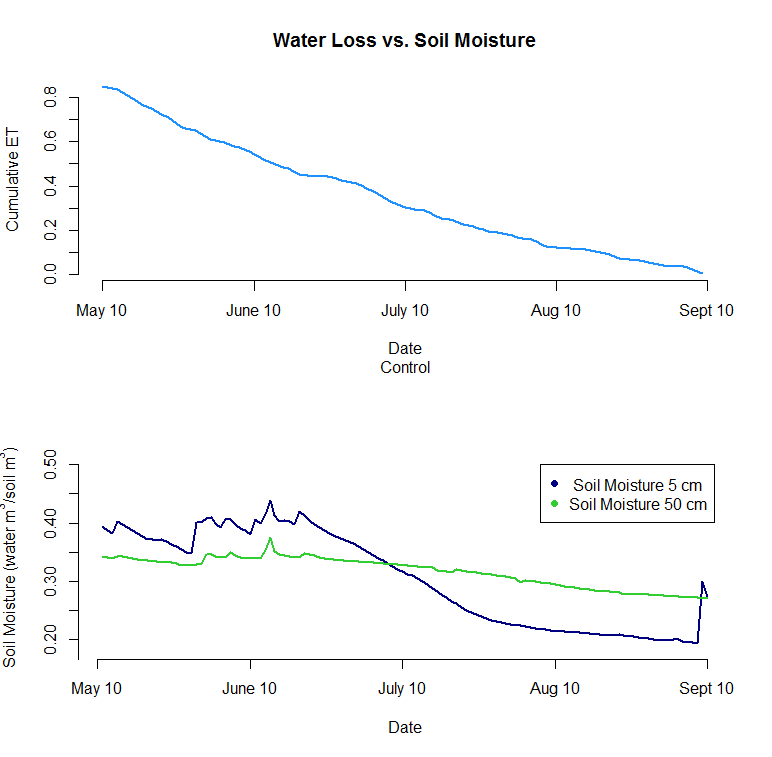 Water Loss vs. Soil Moisture
Cumulative ET
0.8
0.6
0.4
0.2
0.0
May 10 June 10 July 10 Aug 10 Sept 10
Date
Control
Soil Moisture (water m³/soil m³)
0.50
0.40
0.30
0.20
Soil Moisture 5 cm
Soil Moisture 50 cm
May 10 June 10 July 10 Aug 10 Sept 10
Date